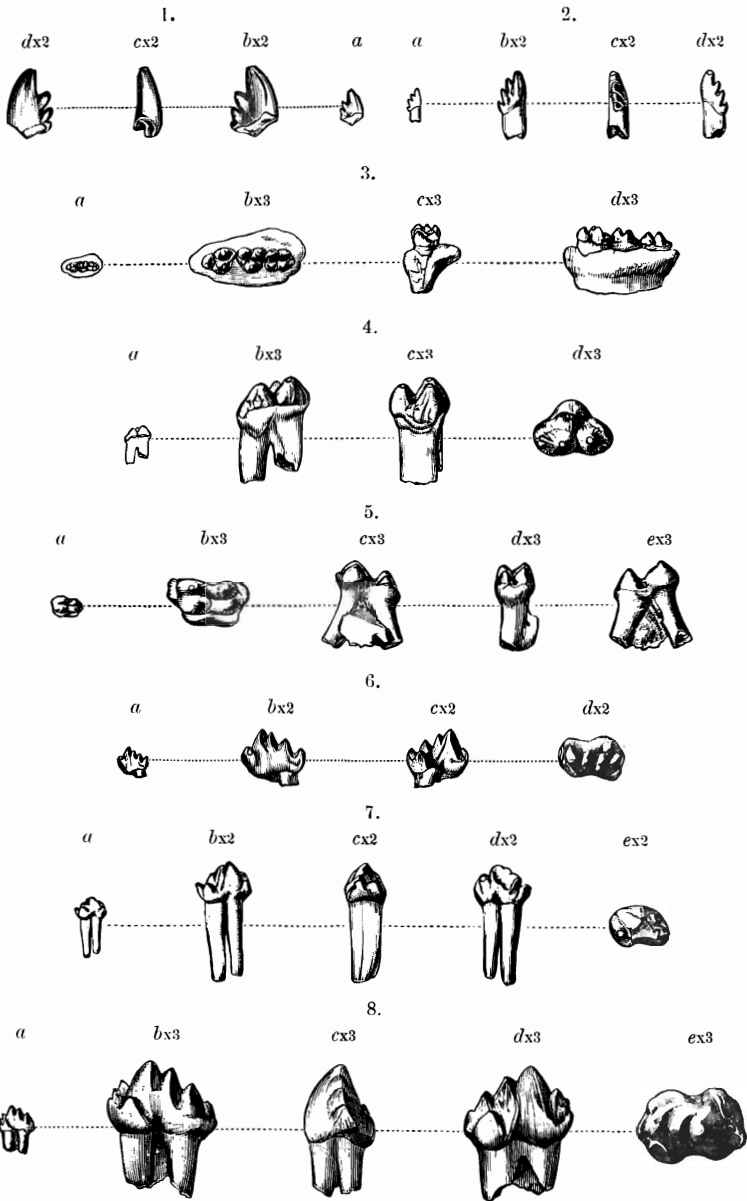 1. 2.
dx2 cx2 bx2 a a bx2 cx2 dx2
3.
a bx3 cx3 dx3
4.
a bx3 cx3 dx3
5.
a bx3 cx3 dx3 ex3
6.
a bx2 cx2 dx2
7.
a bx2 cx2 dx2 ex2
8.
a bx3 cx3 dx3 ex3